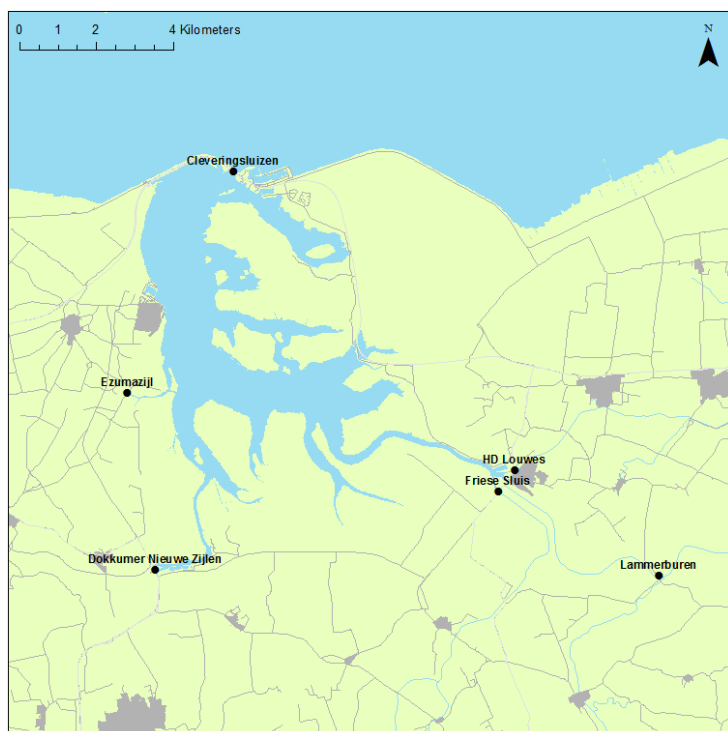 0 1 2 4 Kilometers
N
Cleveringsluizen
Ezumazijl
HD Louwes
Friese Sluis
Dokkumer Nieuwe Zijlen
Lammerburen